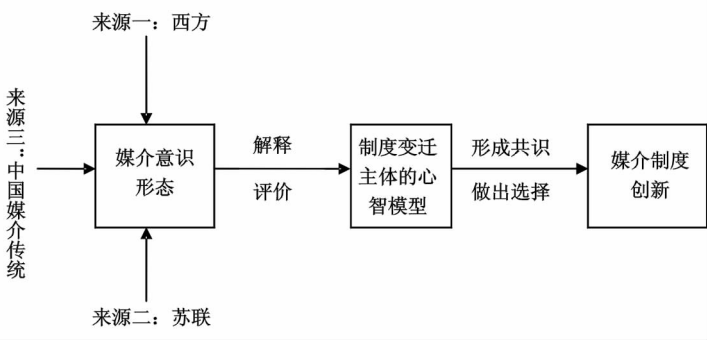 来源一：西方
来源三：中国媒介传统
媒介意识
形态
解释
评价
制度变迁
主体的心
智模型
形成共识
做出选择
媒介制度
创新
来源二：苏联